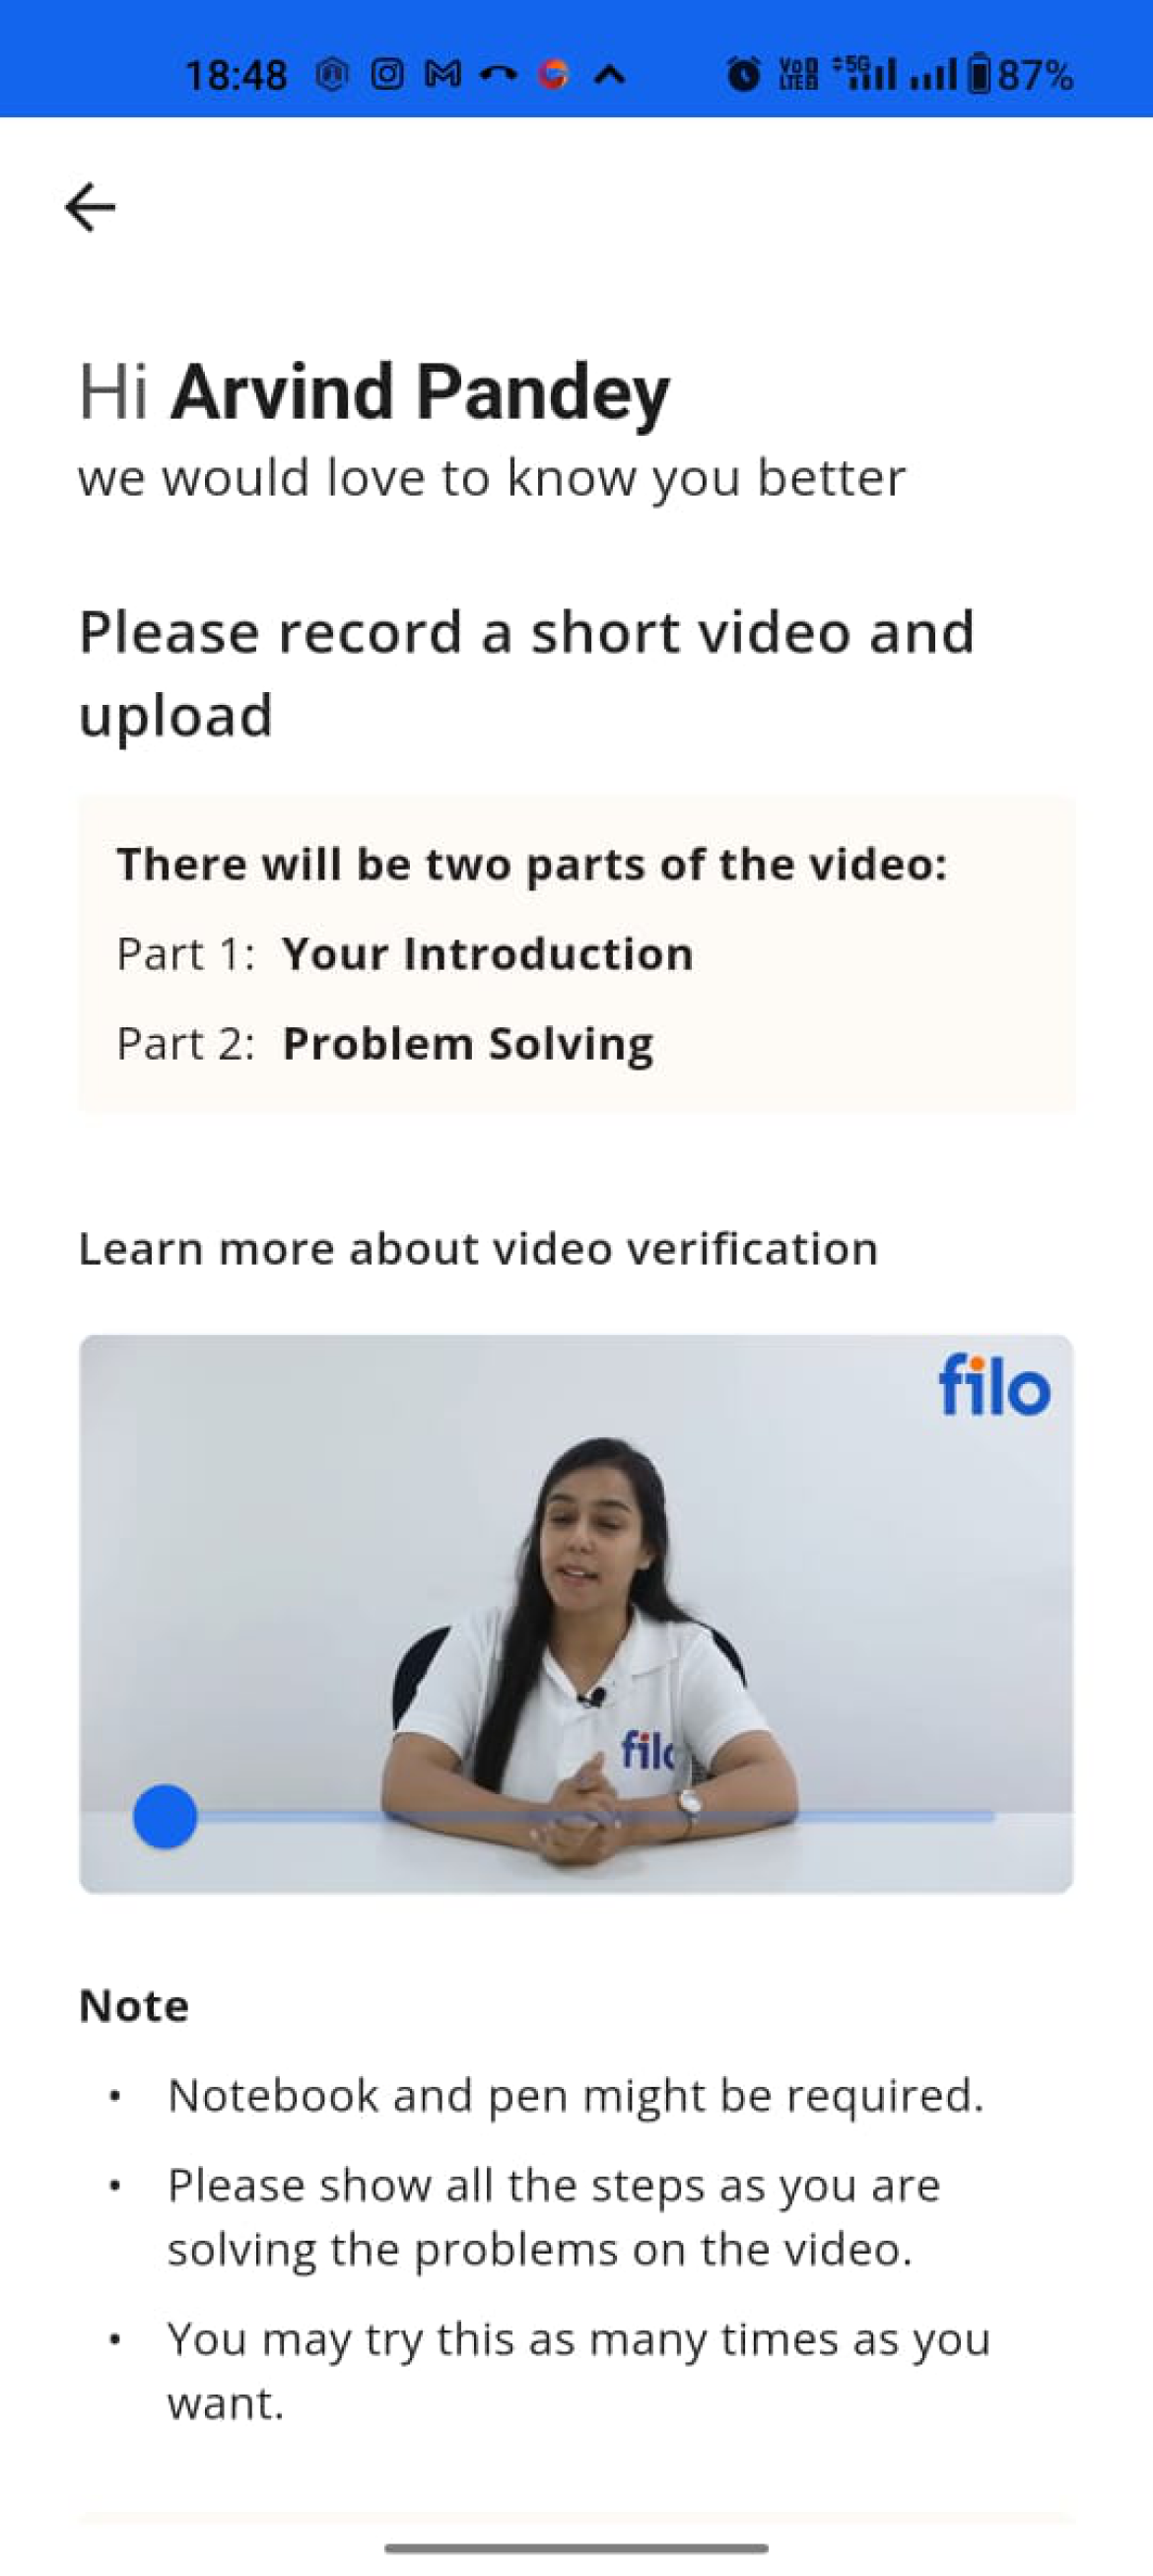 18:48 VoD LTE2 5G 87%
Hi Arvind Pandey
we would love to know you better
Please record a short video and
upload
There will be two parts of the video:
Part 1: Your Introduction
Part 2: Problem Solving
Learn more about video verification
filo
filo
Note
• Notebook and pen might be required.
• Please show all the steps as you are
solving the problems on the video.
• You may try this as many times as you
want.